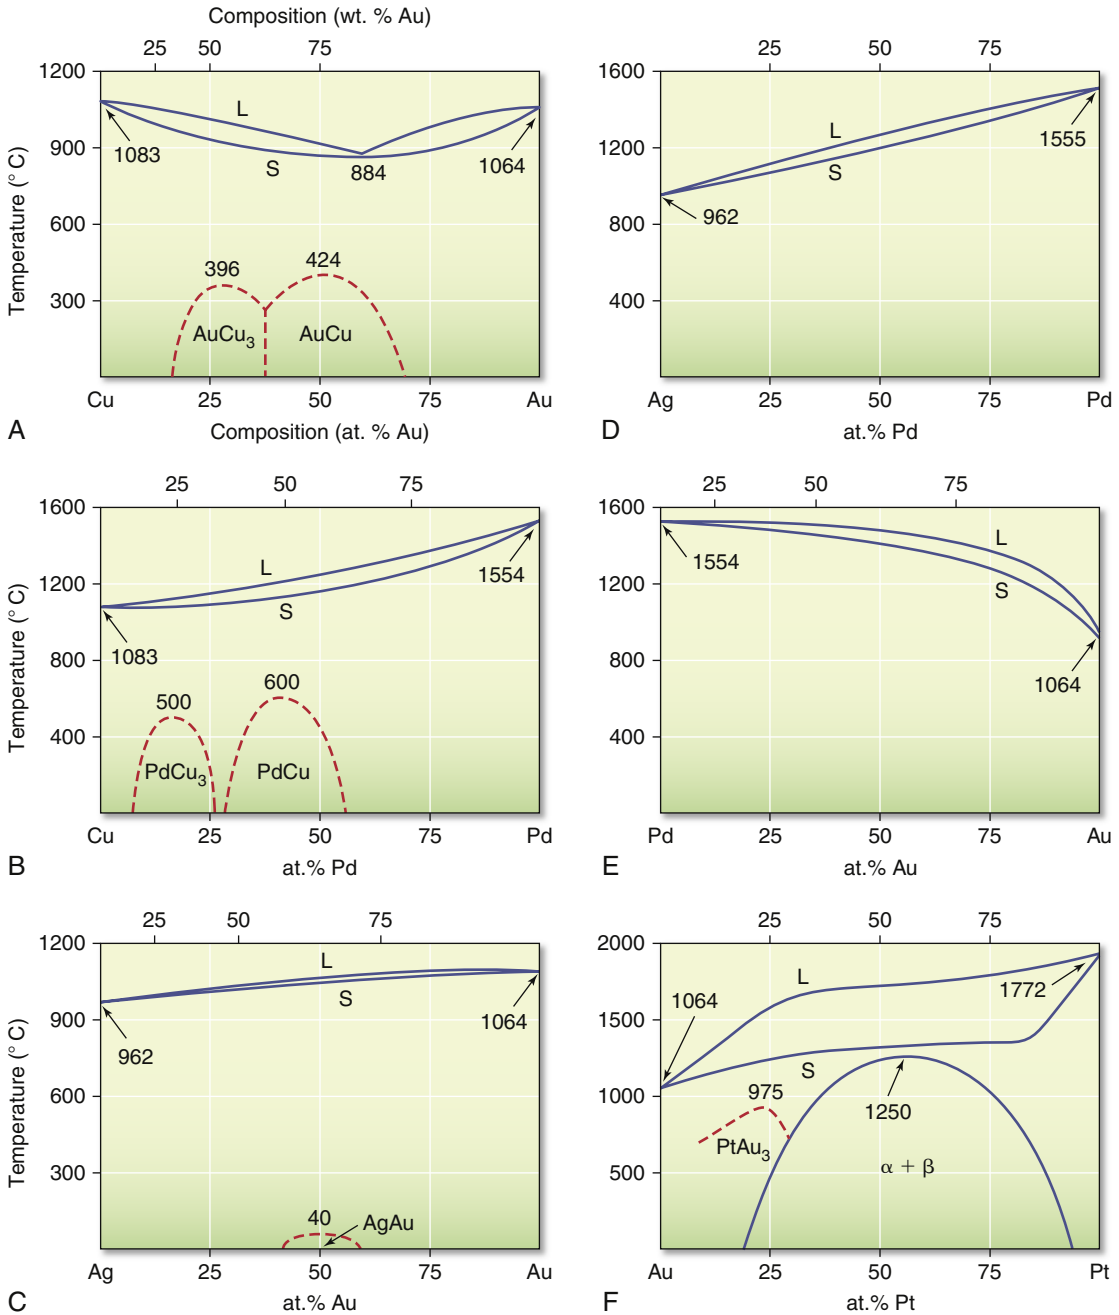 Composition (wt. % Au)
25 50 75
1200
900
600
300
Temperature (° C)
L
S
1083
884
1064
396
424
AuCu3
AuCu
Cu 25 50 75 Au
A
Composition (at. % Au)
75
25 50
1600
1200
800
400
L
S
1555
962
Ag 25 50 75 Pd
D
at.% Pd
25 50 75
1600
1200
800
400
Temperature (° C)
L
S
1554
1083
500
600
PdCu3
PdCu
Cu 25 50 75 Pd
B
at.% Pd
25 50 75
1600
1200
800
400
L
S
1554
1064
Pd 25 50 75 Au
E
at.% Au
25 50 75
1200
900
600
300
Temperature (° C)
L
S
962
1064
40
AgAu
Ag 25 50 75 Au
C
at.% Au
25 50 75
2000
1500
1000
500
L
S
1064
1772
975
1250
PtAu3
α + β
Au 25 50 75 Pt
F
at.% Pt